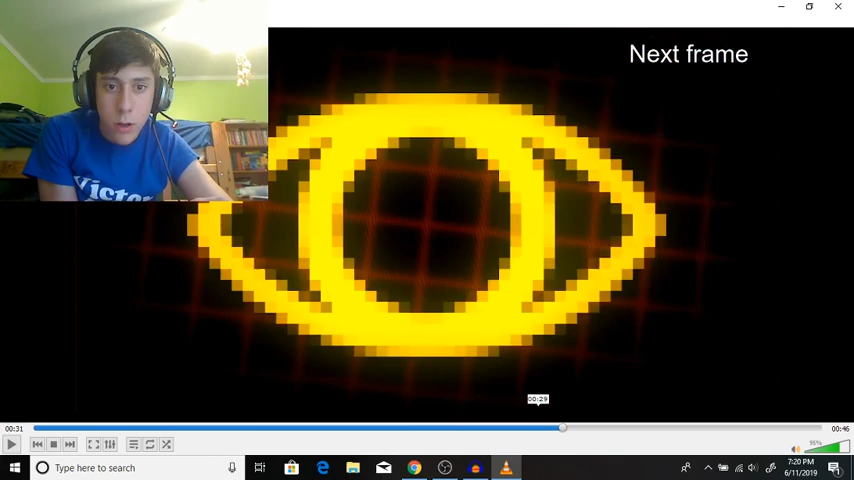 Next frame
Victor
00:29
00:31
00:46
95%
Type here to search
7:20 PM
6/11/2019